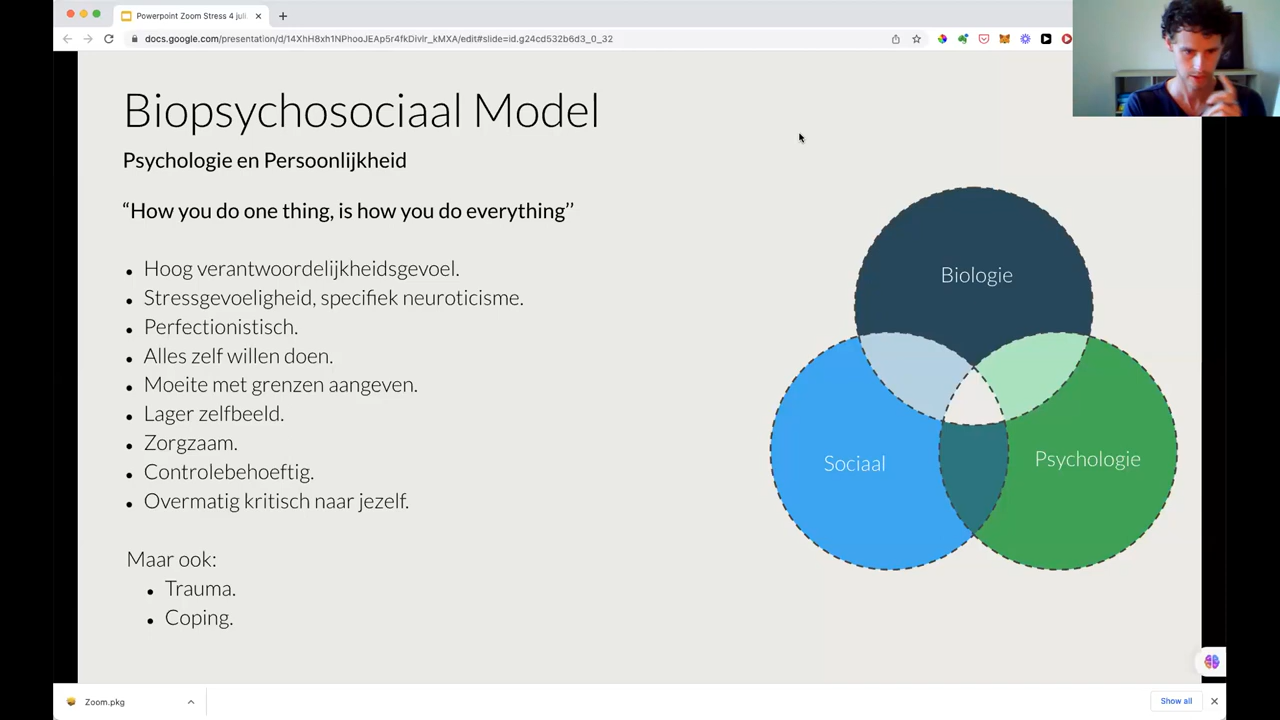 Powerpoint Zoom Stress 4 juli.
docs.google.com/presentation/d/14XhH8xh1NPhooJEAp5r4fkDivlr_kMXA/edit#slide=id.g24cd532b6d3_0_32
Biopsychosociaal Model
Psychologie en Persoonlijkheid
“How you do one thing, is how you do everything’’
Hoog verantwoordelijkheidsgevoel.
Stressgevoeligheid, specifiek neuroticisme.
Perfectionistisch.
Alles zelf willen doen.
Moeite met grenzen aangeven.
Lager zelfbeeld.
Zorgzaam.
Controlebehoeftig.
Overmatig kritisch naar jezelf.
Maar ook:
Trauma.
Coping.
Biologie
Sociaal
Psychologie
Zoom.pkg
Show all